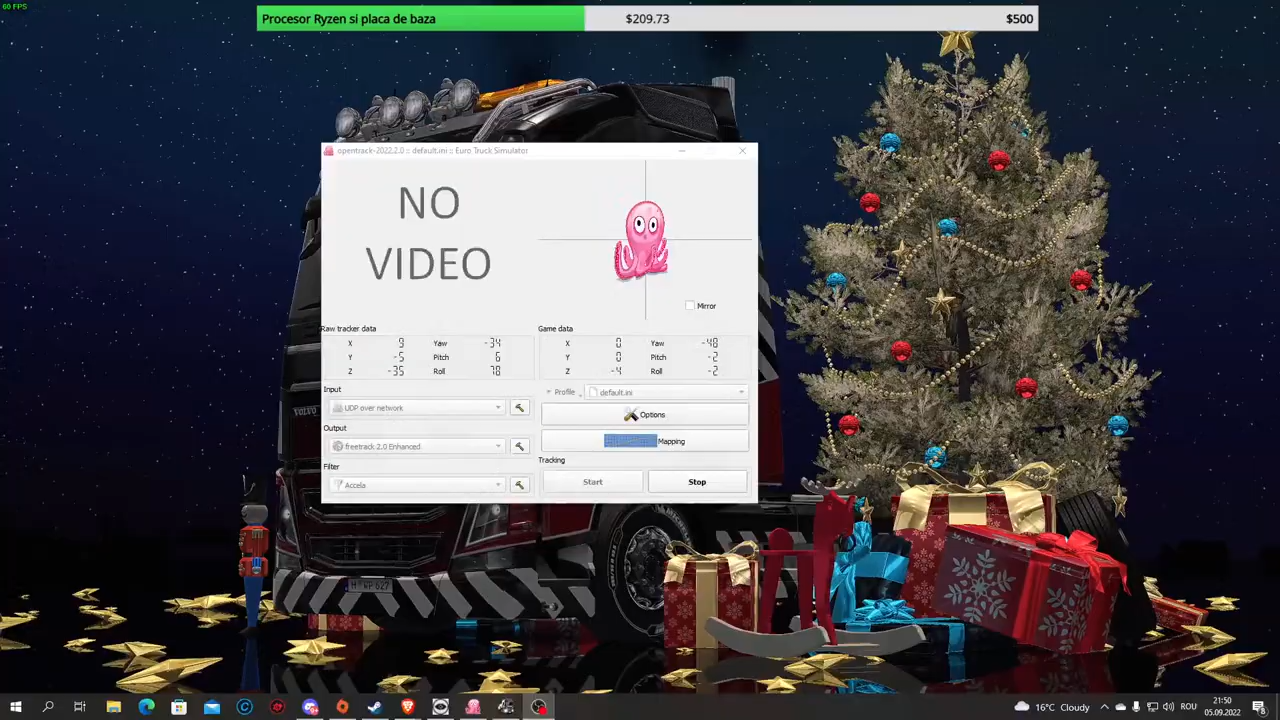 60 FPS
Procesor Ryzen si placa de baza
$209.73
$500
opentrack-2022.2.0 :: default.ini :: Euro Truck Simulator
NO
VIDEO
Mirror
Raw tracker data
X 9 Yaw -34
Y -5 Pitch 6
Z -35 Roll 78
Game data
X 0 Yaw -48
Y 0 Pitch -2
Z -4 Roll -2
Input
UDP over network
Output
freetrack 2.0 Enhanced
Filter
Accela
Profile default.ini
Options
Mapping
Tracking
Start
Stop
VOLVO
16°C Cloudy
ROU
21:50
05.09.2022